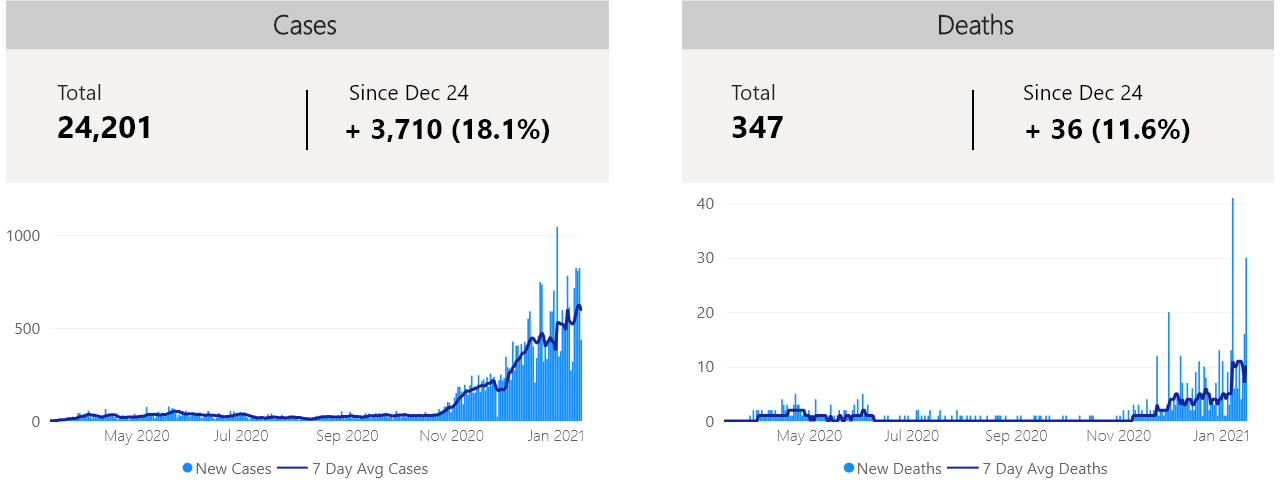 Cases
Total
24,201
Since Dec 24
+ 3,710 (18.1%)
1000
500
0
May 2020 Jul 2020 Sep 2020 Nov 2020 Jan 2021
New Cases 7 Day Avg Cases
Deaths
Total
347
Since Dec 24
+ 36 (11.6%)
40
30
20
10
0
May 2020 Jul 2020 Sep 2020 Nov 2020 Jan 2021
New Deaths 7 Day Avg Deaths